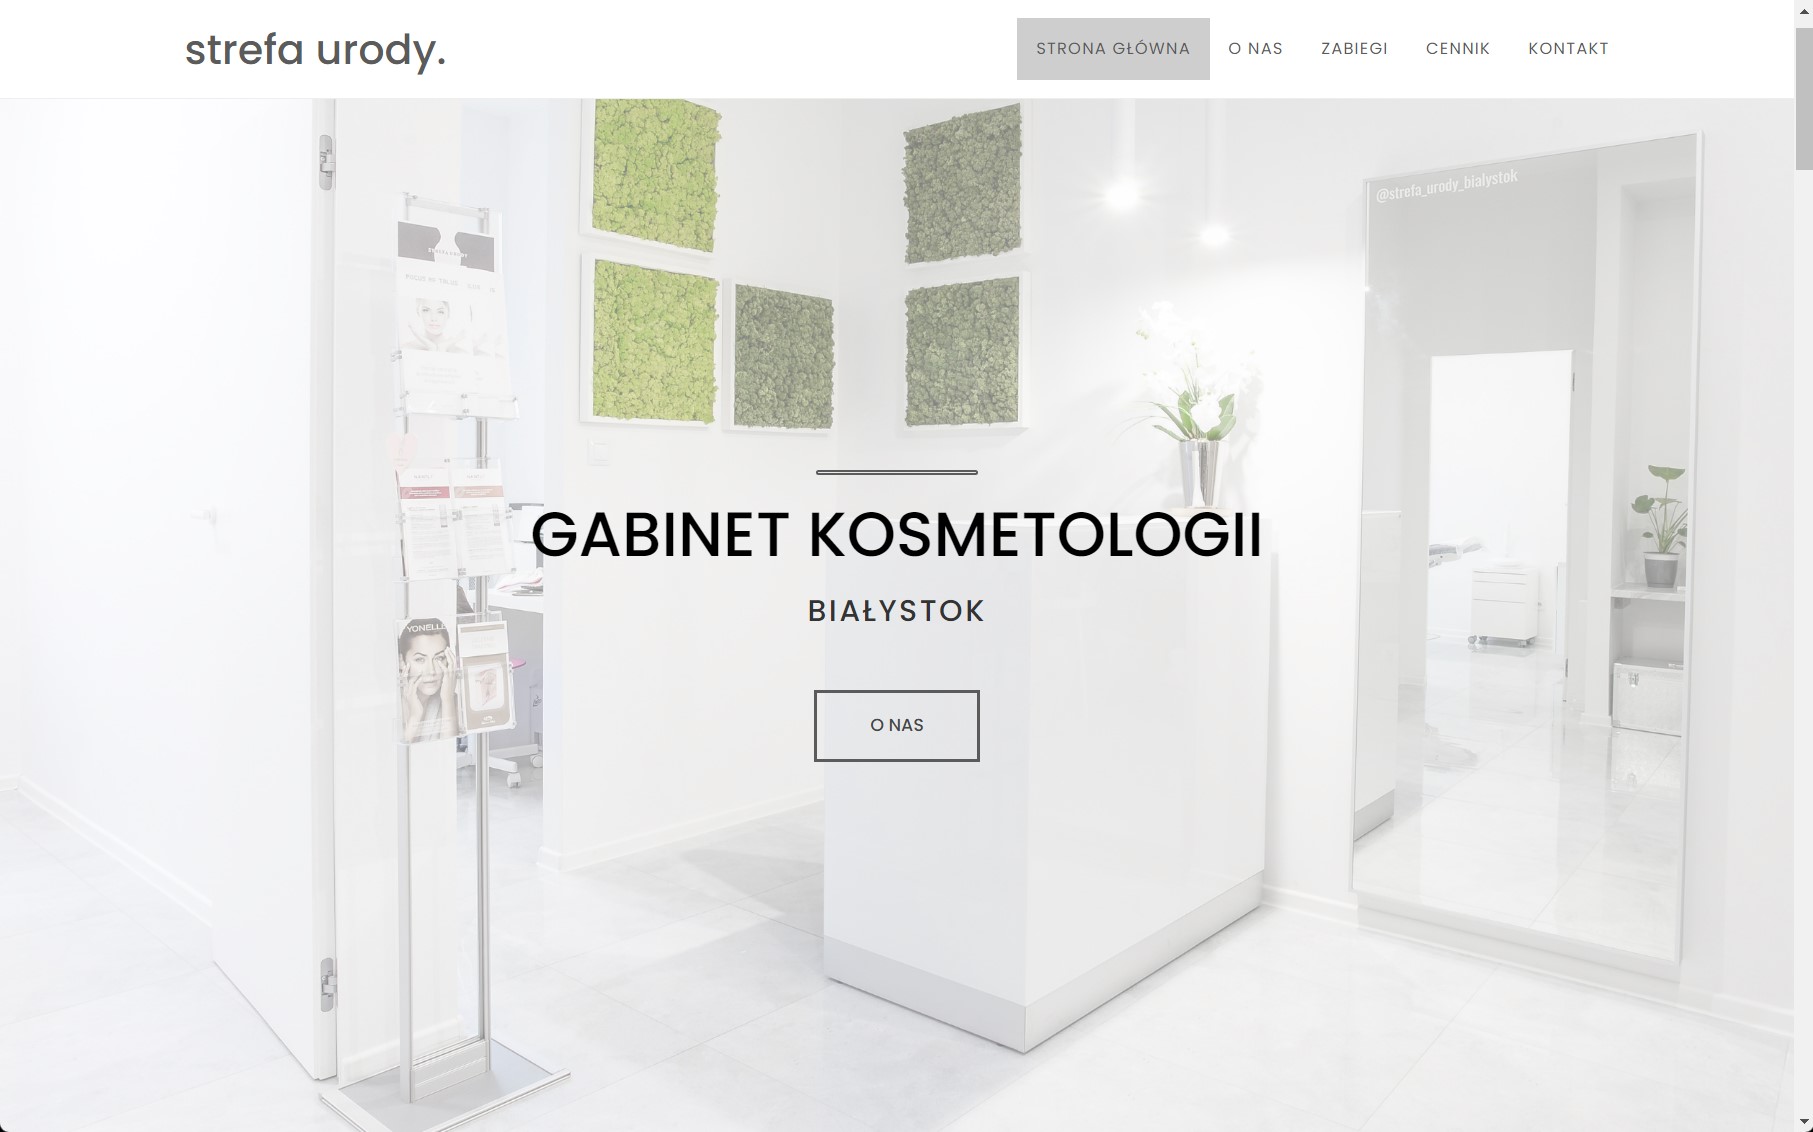 strefa urody.
STRONA GŁÓWNA
O NAS
ZABIEGI
CENNIK
KONTAKT
@strefa_urody_bialystok
GABINET KOSMETOLOGII
BIAŁYSTOK
YONELLE
O NAS